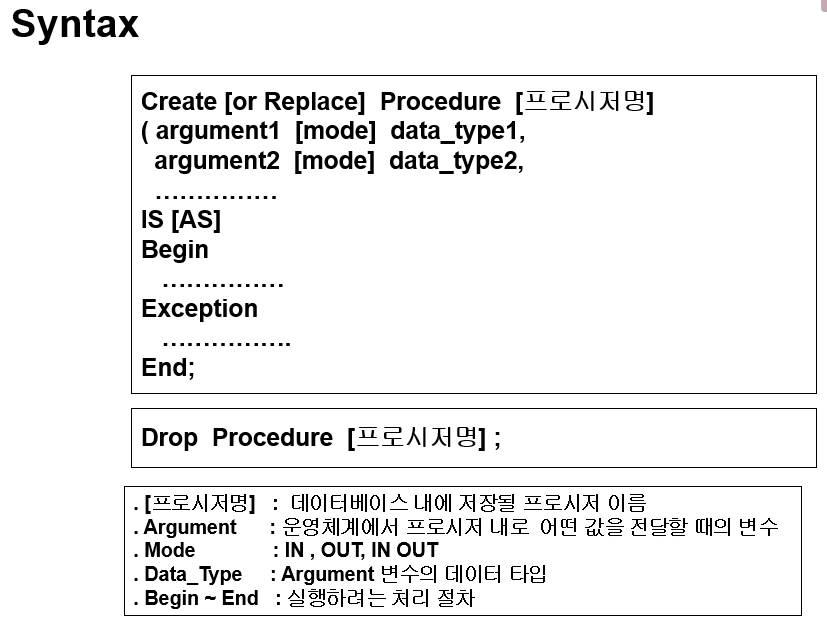 Syntax
Create [or Replace] Procedure [프로시저명]
( argument1 [mode] data_type1,
argument2 [mode] data_type2,
...............
IS [AS]
Begin
...............
Exception
................
End;
Drop Procedure [프로시저명] ;
. [프로시저명] : 데이터베이스 내에 저장될 프로시저 이름
. Argument : 운영체계에서 프로시저 내로 어떤 값을 전달할 때의 변수
. Mode : IN , OUT, IN OUT
. Data_Type : Argument 변수의 데이터 타입
. Begin ~ End : 실행하려는 처리 절차